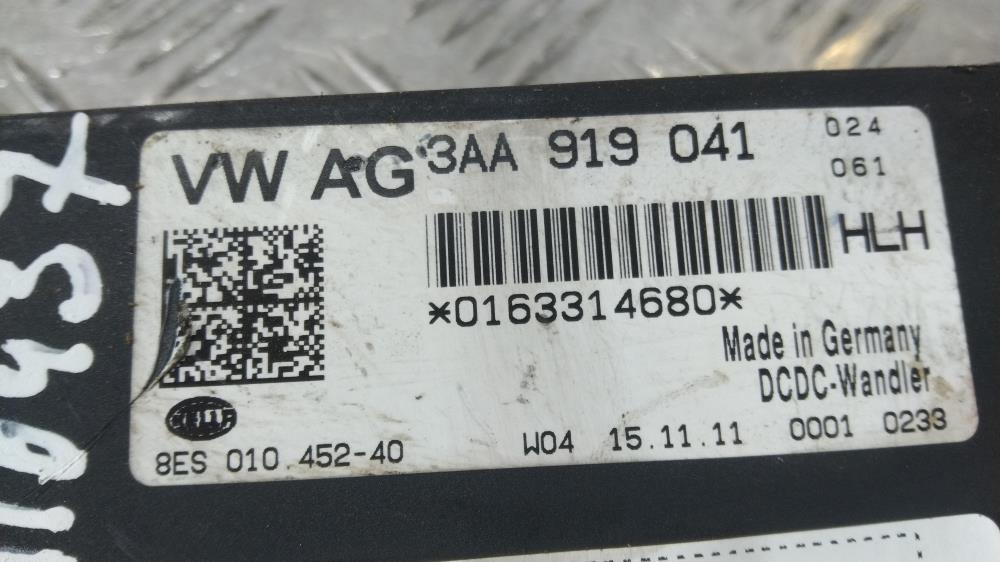 VW AG 3AA 919 041 024
061
HLH
*0163314680*
Made in Germany
DCDC-Wandler
HELLA
8ES 010 452-40 W04 15.11.11 0001 0233